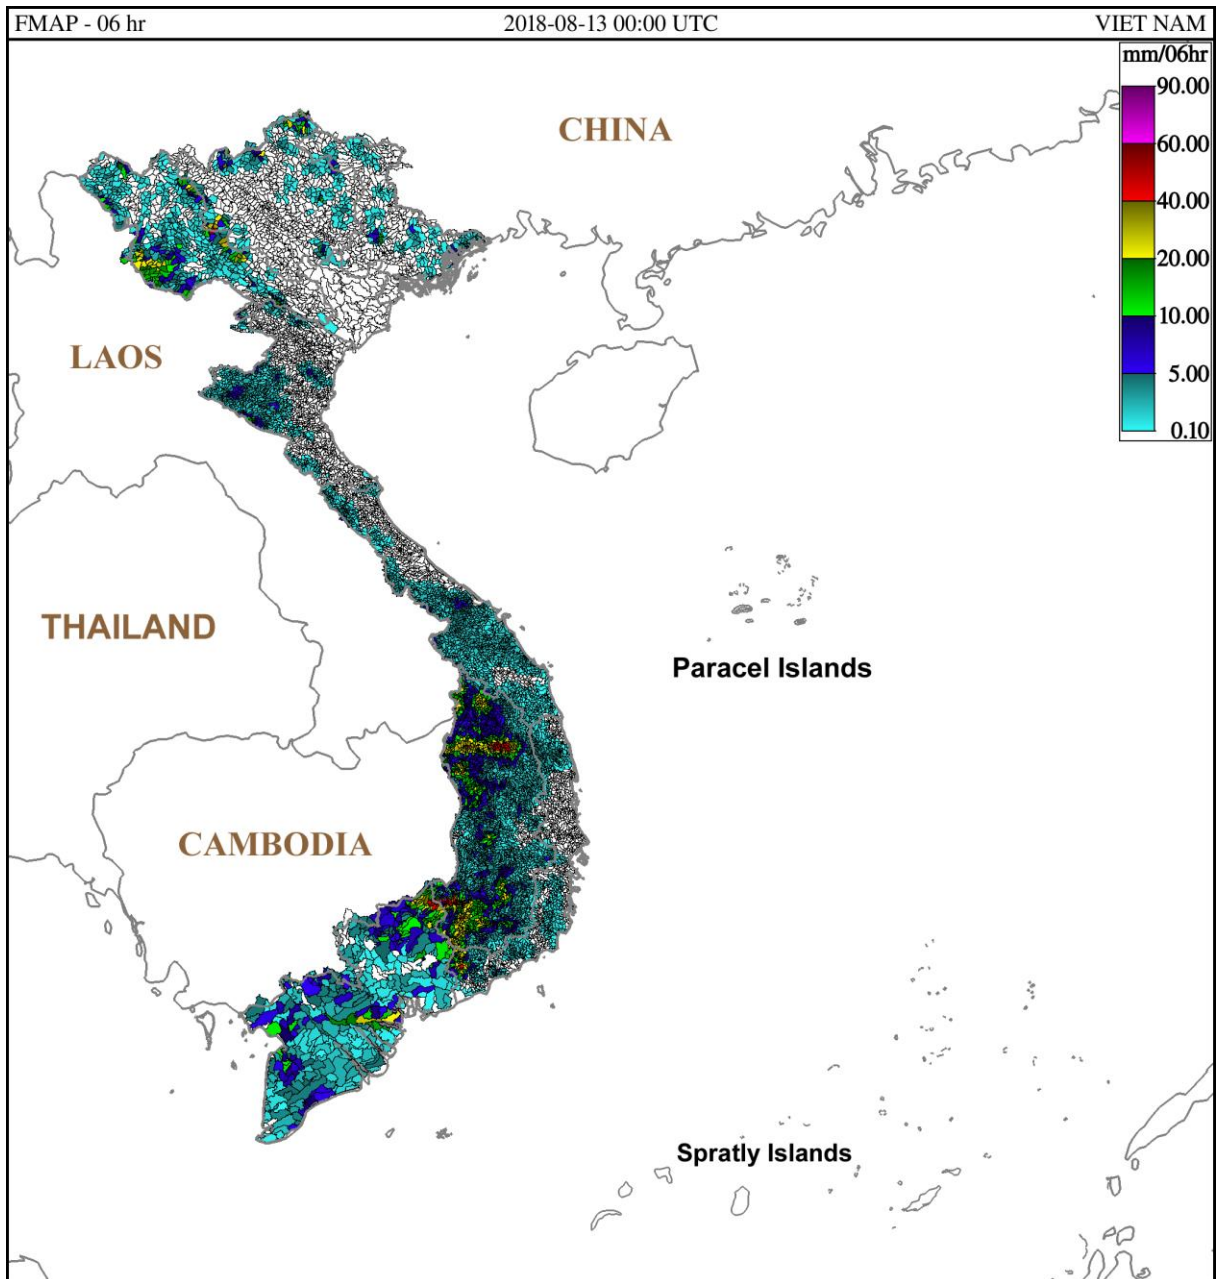 FMAP - 06 hr
2018-08-13 00:00 UTC
VIET NAM
mm/06hr
90.00
60.00
40.00
20.00
10.00
5.00
0.10
CHINA
LAOS
THAILAND
Paracel Islands
CAMBODIA
Spratly Islands